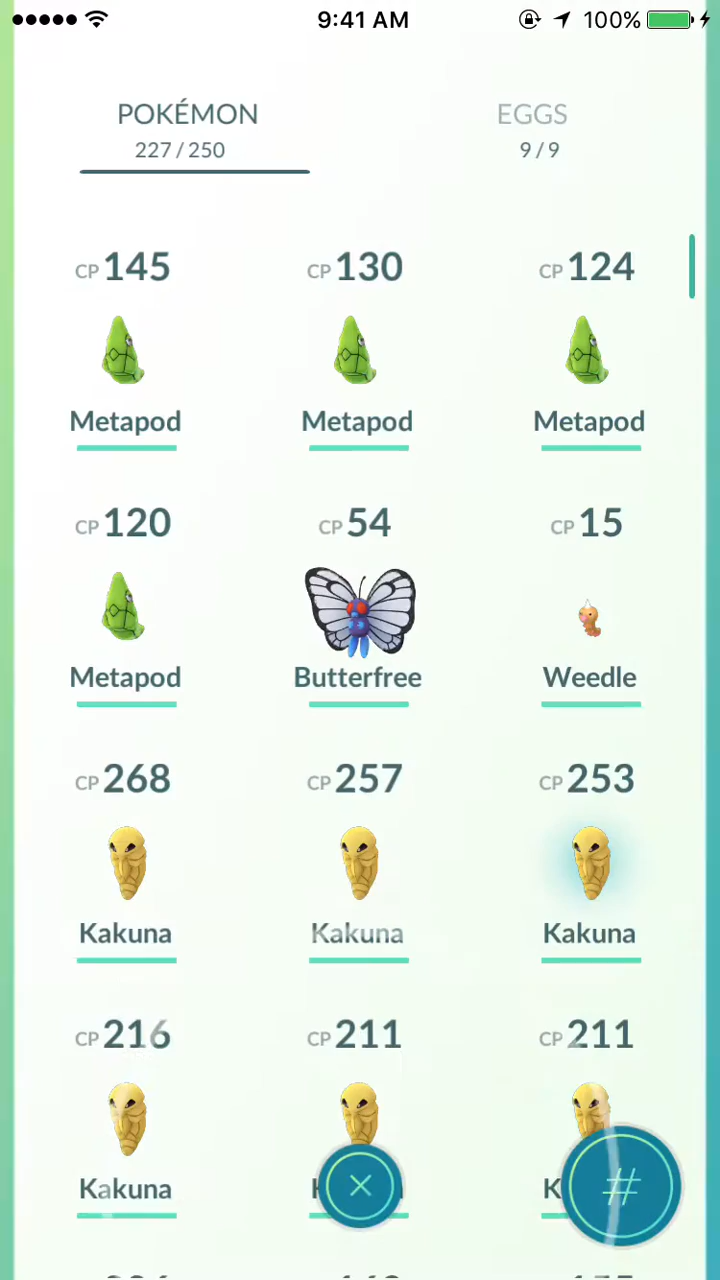 9:41 AM 100%
POKÉMON EGGS
227 / 250 9 / 9
CP 145 CP 130 CP 124
Metapod Metapod Metapod
CP 120 CP 54 CP 15
Metapod Butterfree Weedle
CP 268 CP 257 CP 253
Kakuna Kakuna Kakuna
CP 216 CP 211 CP 211
Kakuna
#